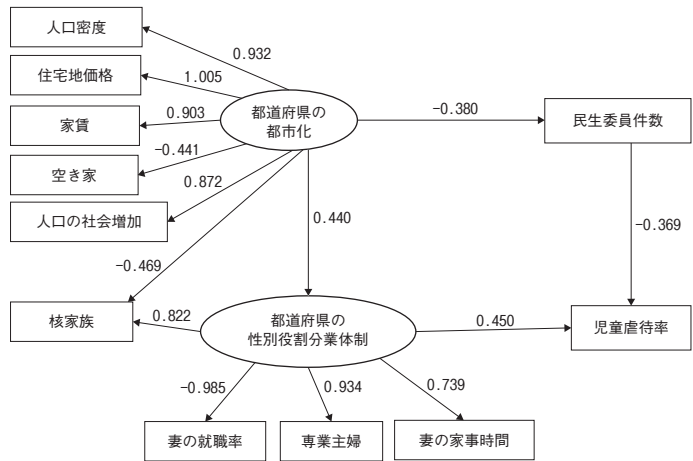 人口密度
0.932
住宅地価格
1.005
家賃
0.903
都道府県の
都市化
-0.380
民生委員件数
空き家
-0.441
0.872
人口の社会増加
0.440
-0.369
-0.469
核家族
0.822
都道府県の
性別役割分業体制
0.450
児童虐待率
-0.985
0.934
0.739
妻の就職率
専業主婦
妻の家事時間